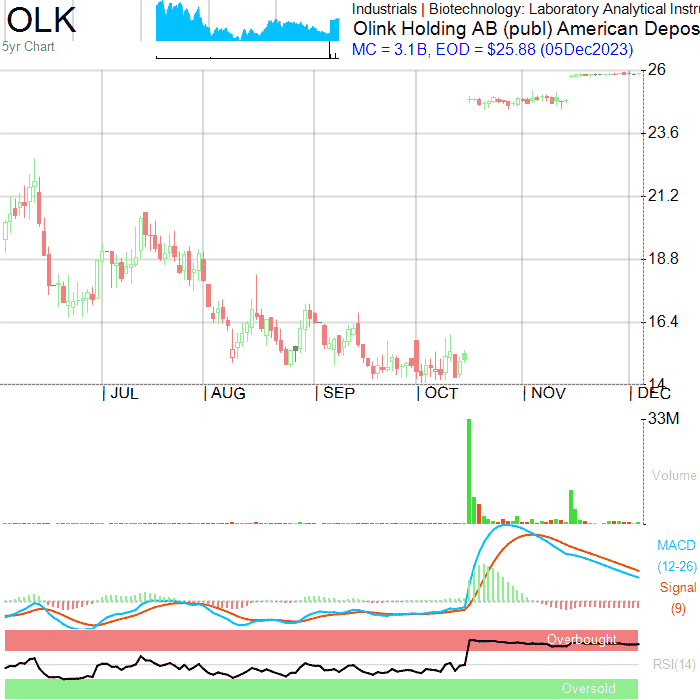 OLK
5yr Chart
Industrials | Biotechnology: Laboratory Analytical Instru
Olink Holding AB (publ) American Depos
MC = 3.1B, EOD = $25.88 (05Dec2023)
26
23.6
21.2
18.8
16.4
14
| JUL | AUG | SEP | OCT | NOV | DEC
33M
Volume
MACD
(12-26)
Signal
(9)
Overbought
RSI(14)
Oversold